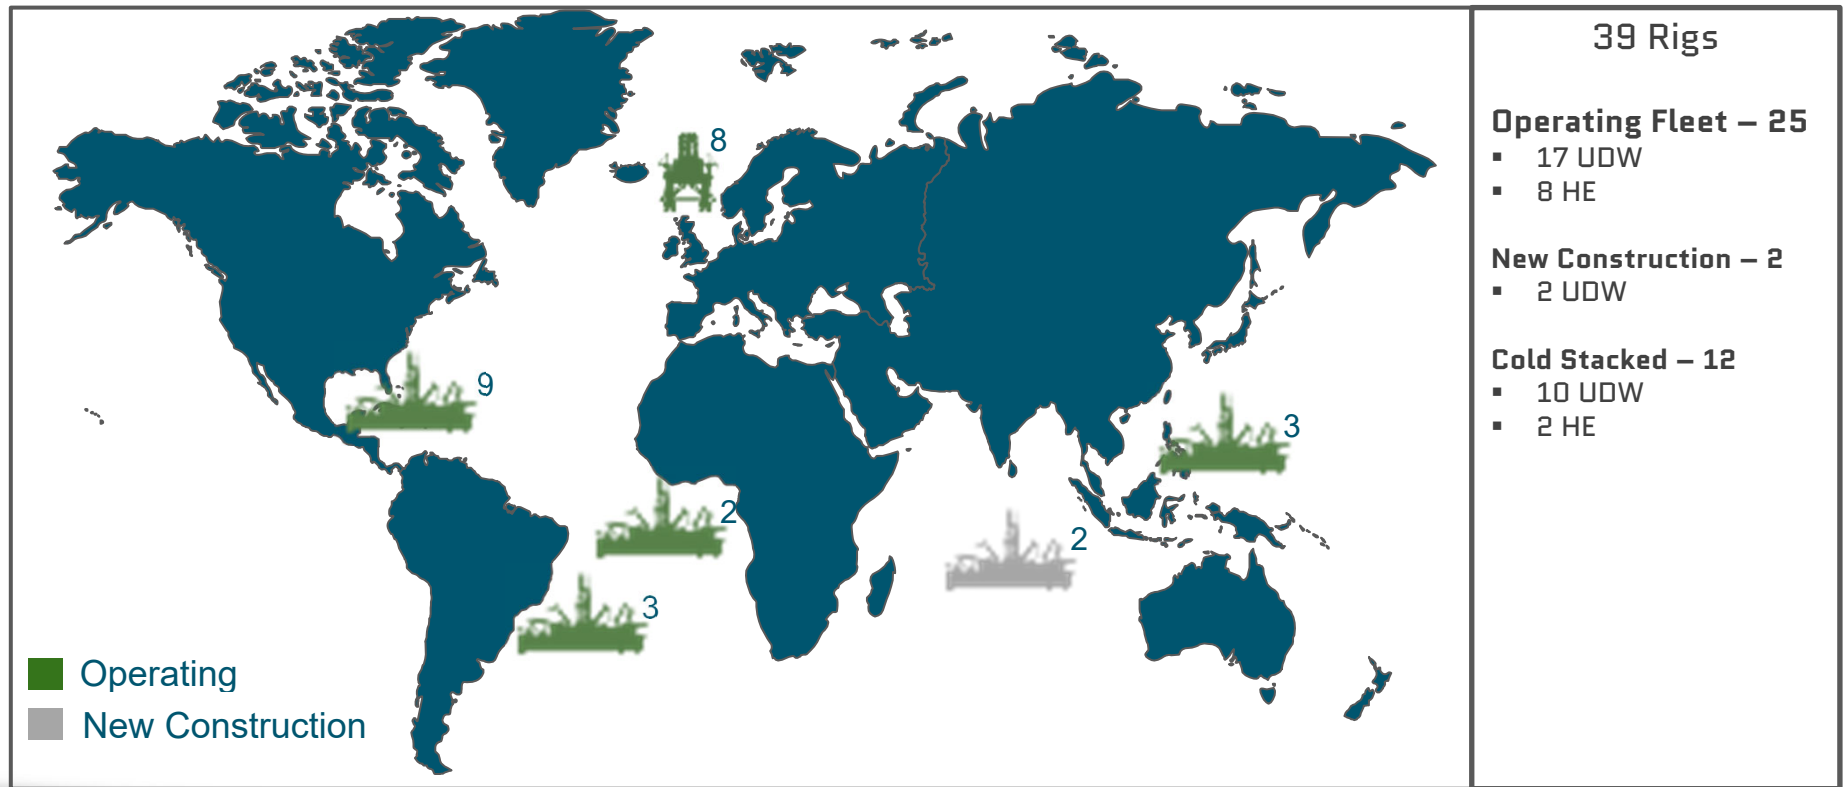 8
9
3
2
2
3
Operating
New Construction
39 Rigs
Operating Fleet – 25
▪ 17 UDW
▪ 8 HE
New Construction – 2
▪ 2 UDW
Cold Stacked – 12
▪ 10 UDW
▪ 2 HE